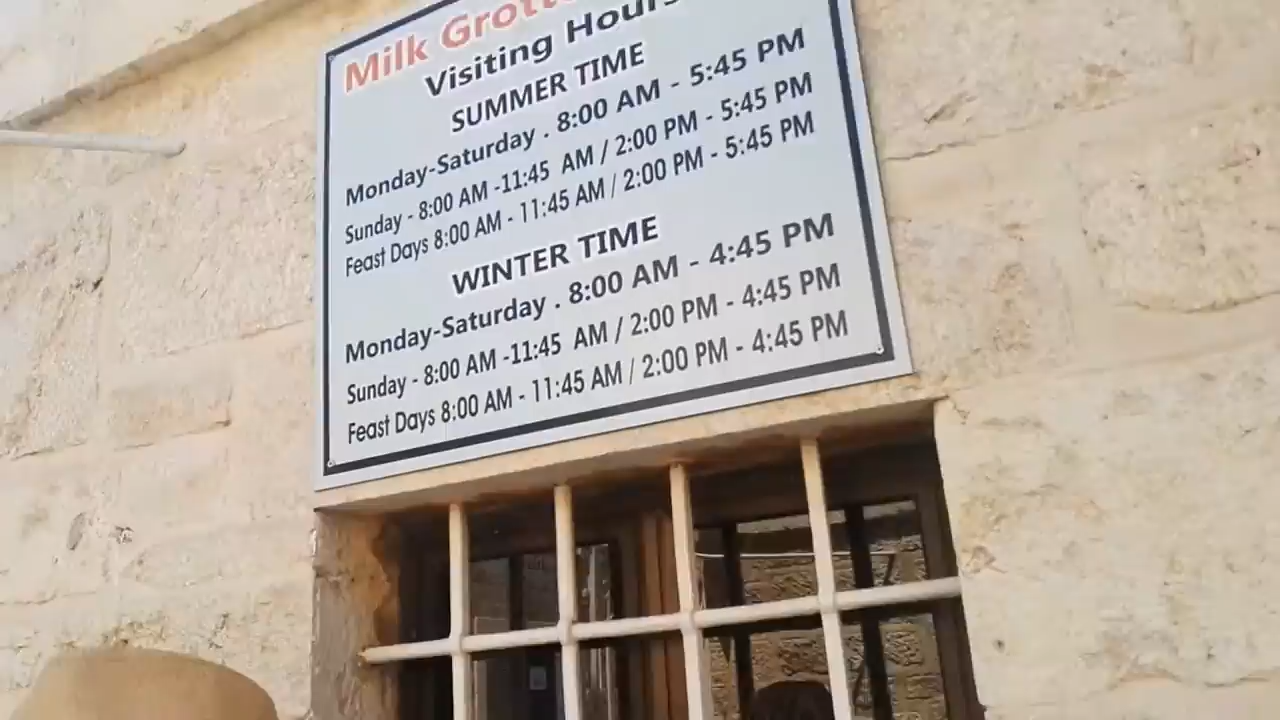 Milk Grotto
Visiting Hours
SUMMER TIME
Monday-Saturday . 8:00 AM - 5:45 PM
Sunday - 8:00 AM -11:45 AM / 2:00 PM - 5:45 PM
Feast Days 8:00 AM - 11:45 AM / 2:00 PM - 5:45 PM
WINTER TIME
Monday-Saturday . 8:00 AM - 4:45 PM
Sunday - 8:00 AM -11:45 AM / 2:00 PM - 4:45 PM
Feast Days 8:00 AM - 11:45 AM / 2:00 PM - 4:45 PM